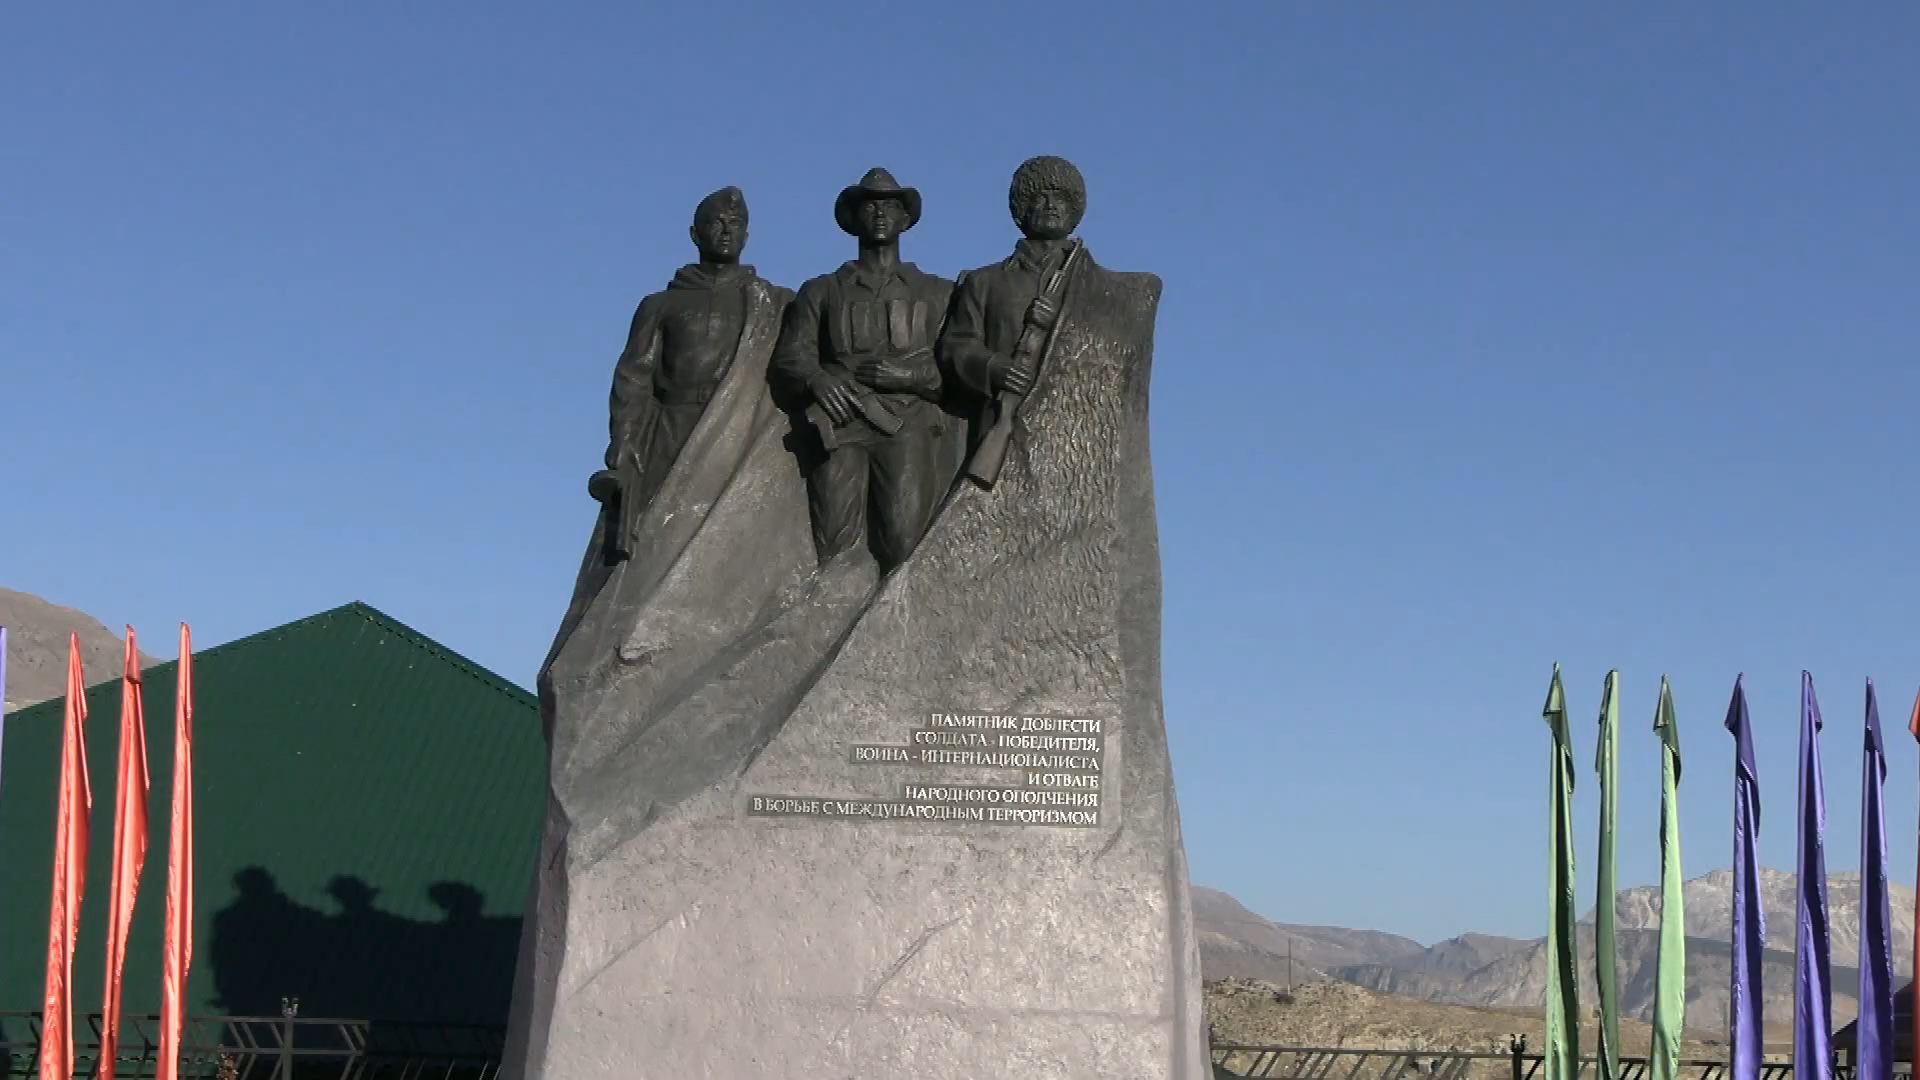 ПАМЯТНИК ДОБЛЕСТИ
СОЛДАТА - ПОБЕДИТЕЛЯ,
ВОИНА - ИНТЕРНАЦИОНАЛИСТА
И ОТВАГЕ
НАРОДНОГО ОПОЛЧЕНИЯ
В БОРЬБЕ С МЕЖДУНАРОДНЫМ ТЕРРОРИЗМОМ